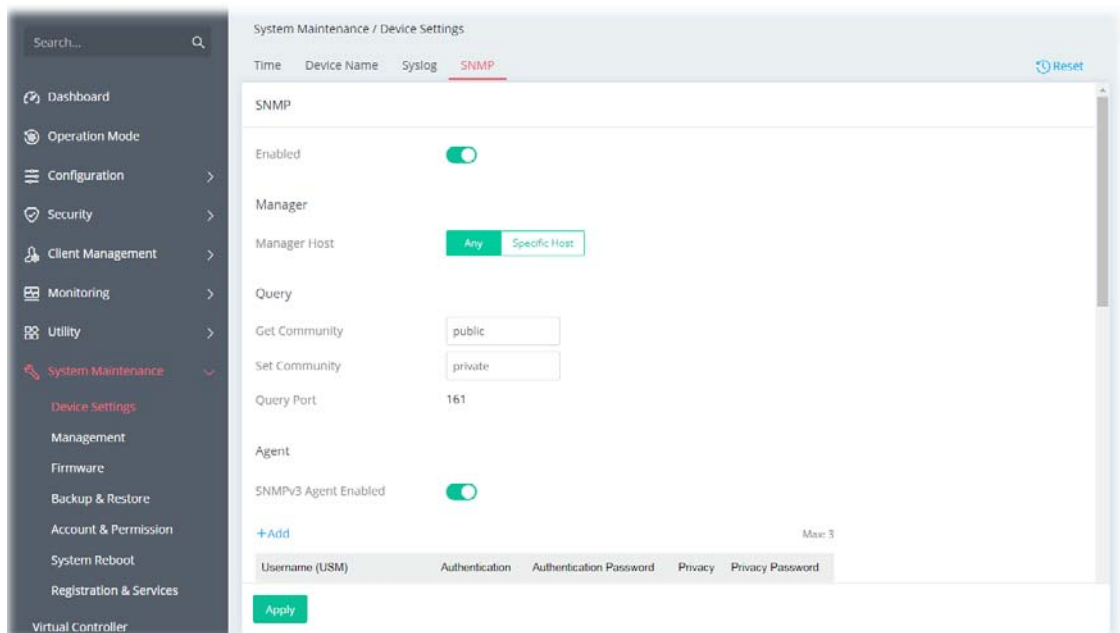 Search...
Dashboard
Operation Mode
Configuration
Security
Client Management
Monitoring
Utility
System Maintenance
Device Settings
Management
Firmware
Backup & Restore
Account & Permission
System Reboot
Registration & Services
Virtual Controller
System Maintenance / Device Settings
Time Device Name Syslog SNMP
Reset
SNMP
Enabled
Manager
Manager Host Any Specific Host
Query
Get Community public
Set Community private
Query Port 161
Agent
SNMPv3 Agent Enabled
+Add Max: 3
Username (USM) Authentication Authentication Password Privacy Privacy Password
Apply